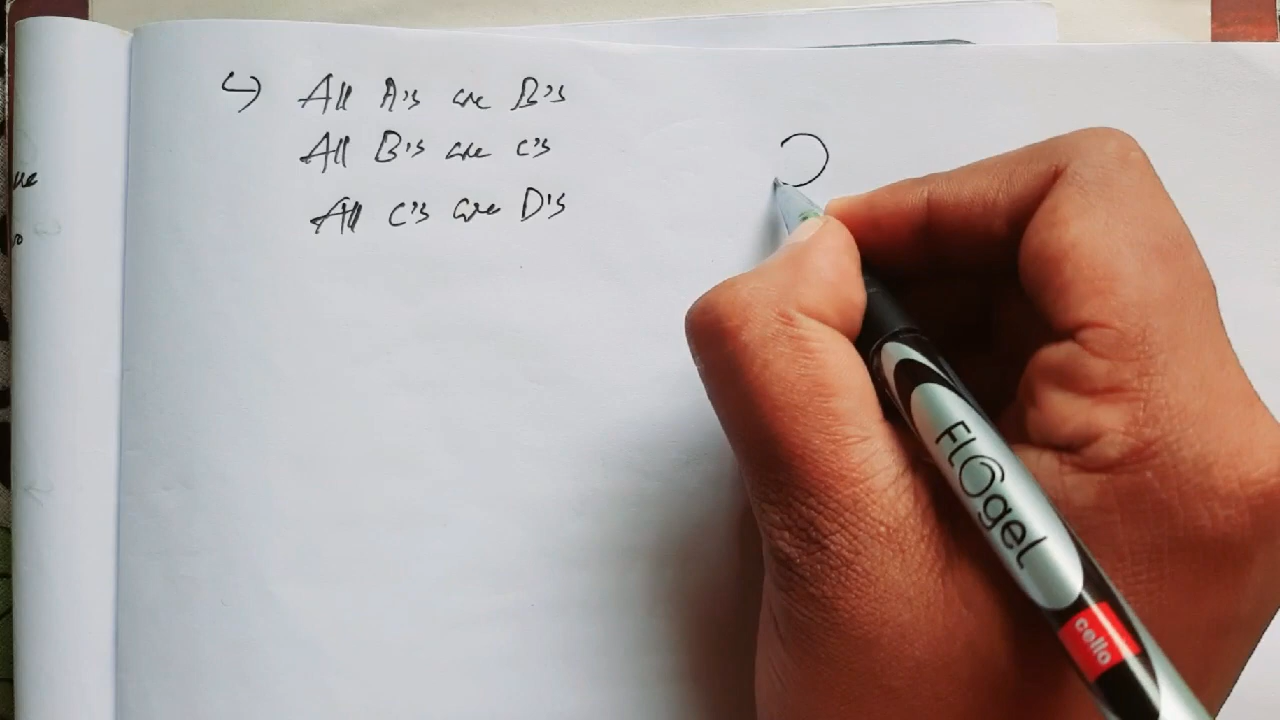 ↳ All A's are B's
All B's are C's
All C's are D's
FLOgel
cello